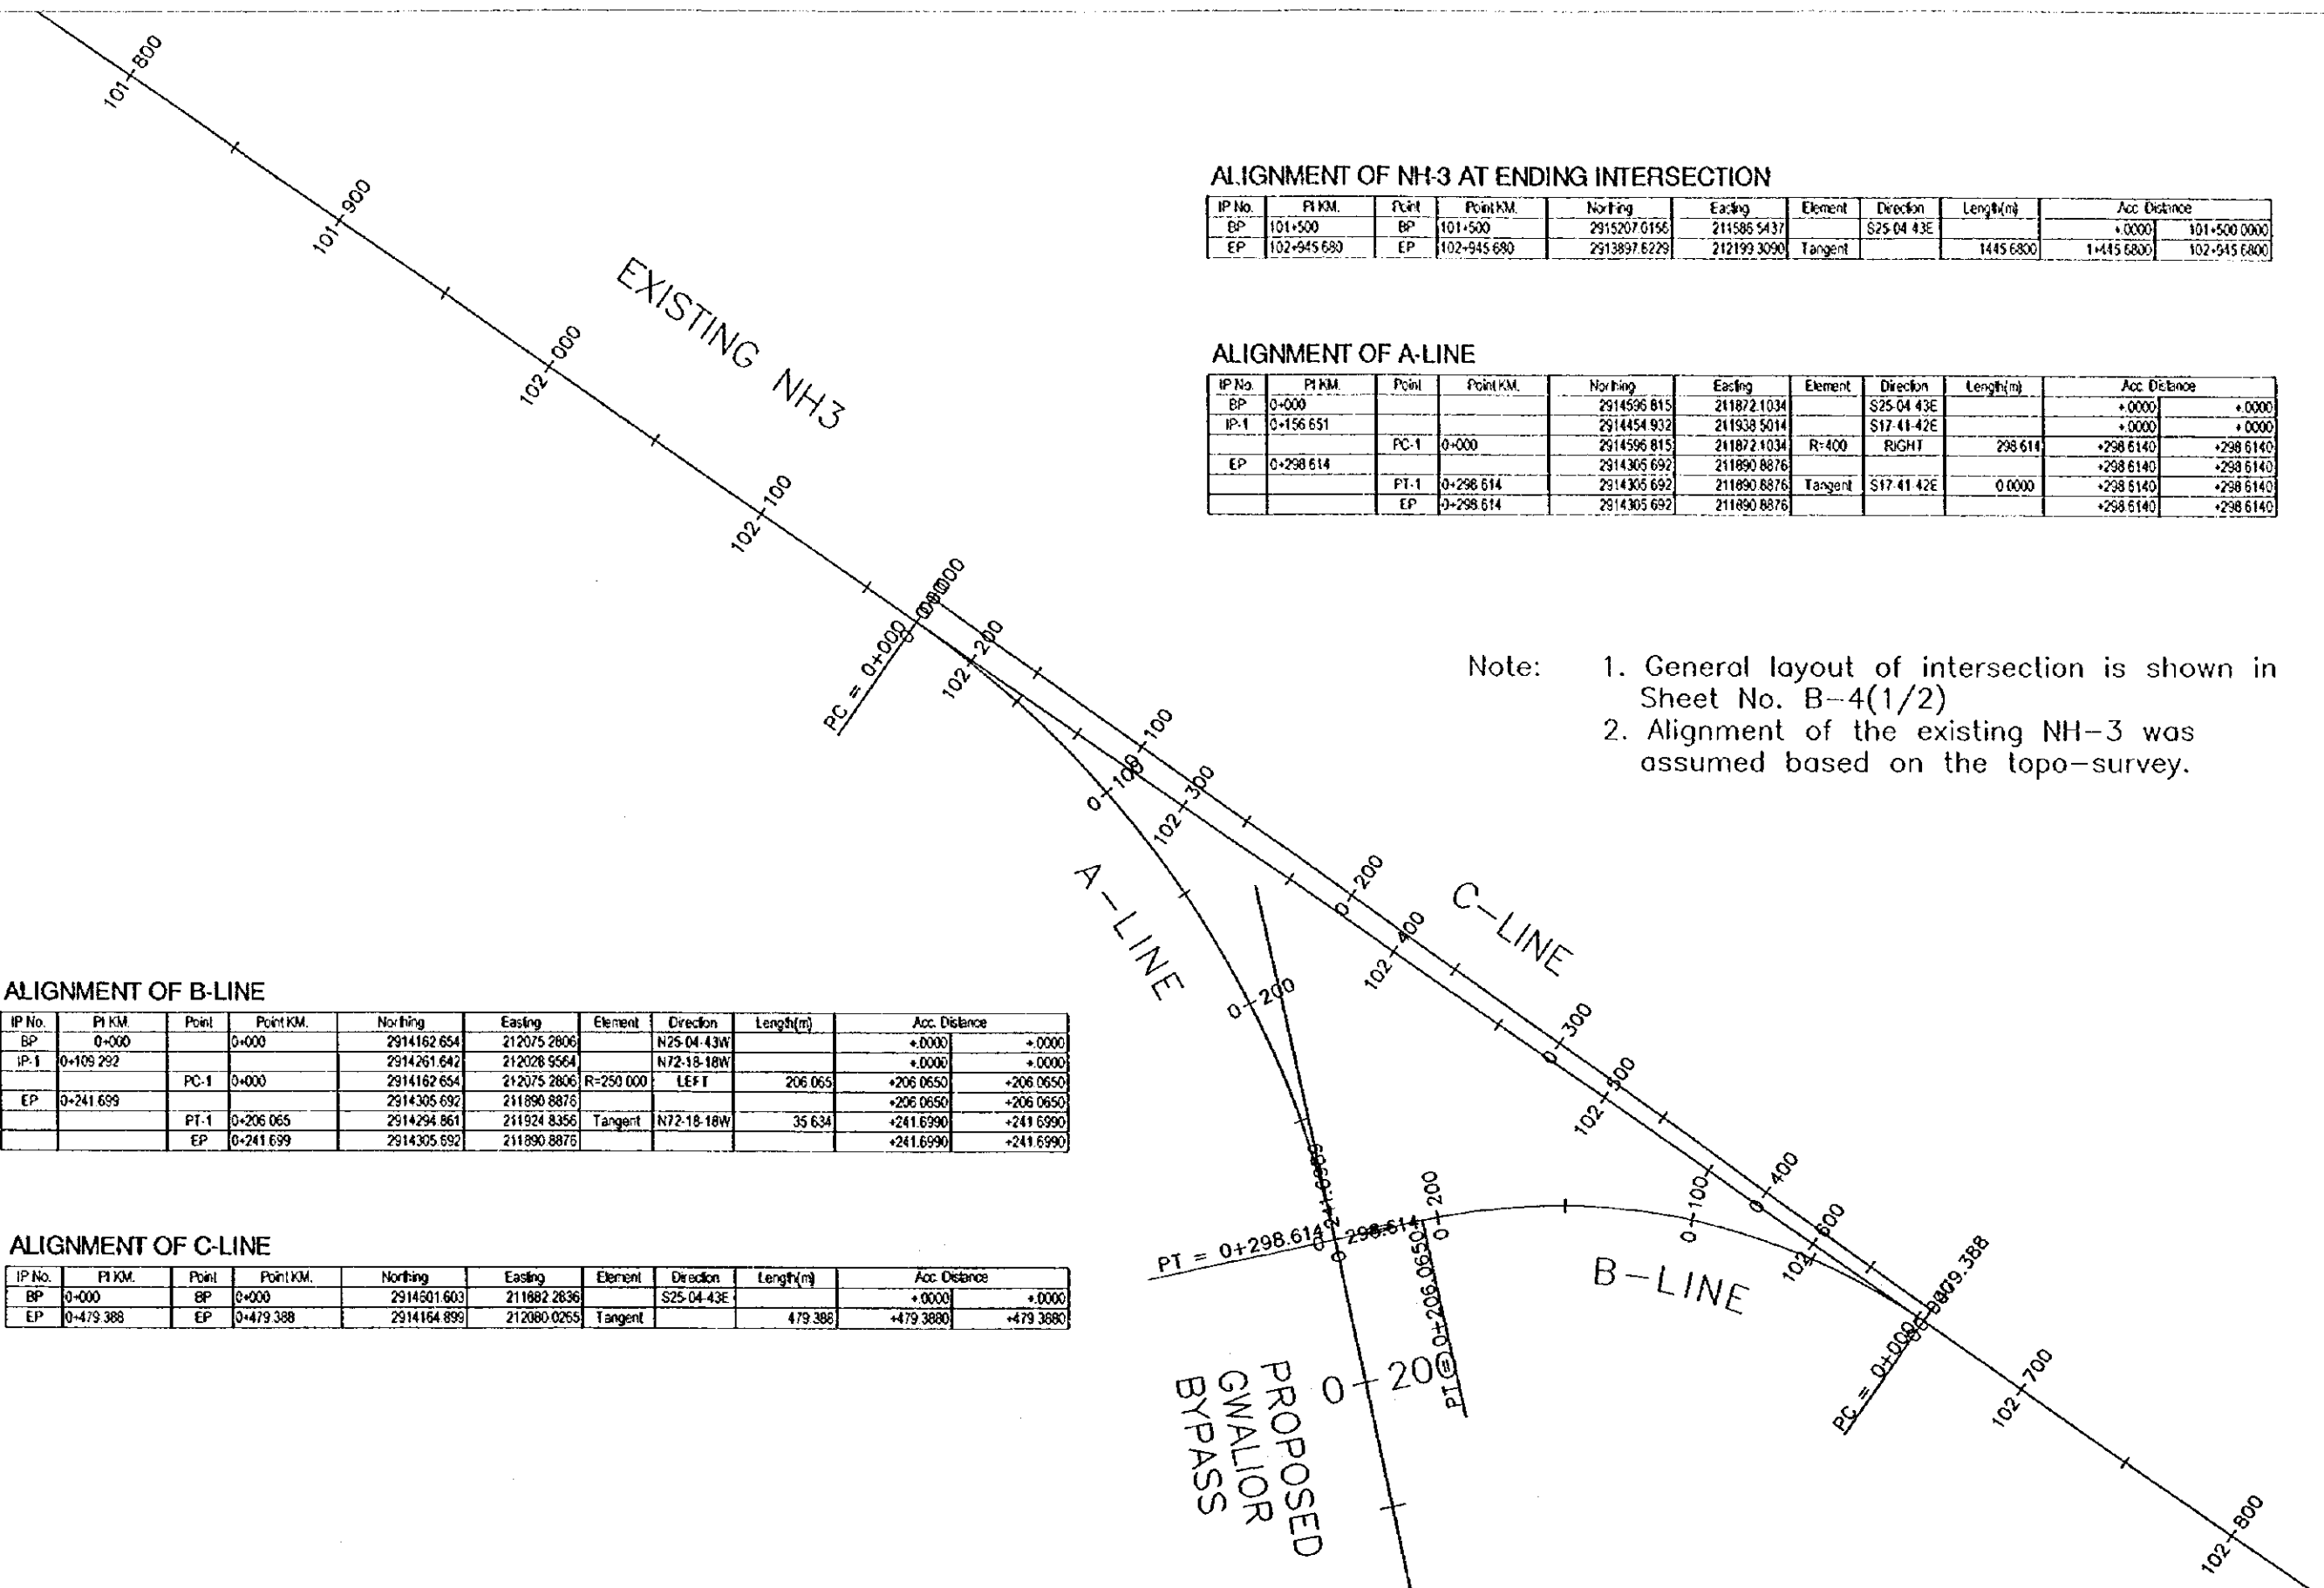 101-800
101-900
EXISTING NH3
102-000
102-100
PC = 0+000
102-200
ALIGNMENT OF NH-3 AT ENDING INTERSECTION
IP No. PI KM. Point Point KM. Northing Easting Element Direction Length(m) Acc Distance
BP 101+500 BP 101+500 2915207.0156 211586.5437 S25-04 43E +.0000 101+500 0000
EP 102+945 680 EP 102+945 680 2913897.6229 212199 3090 Tangent 1445 6800 1+445 6800 102+945 6800
ALIGNMENT OF A-LINE
IP No. PI KM. Point Point KM. Northing Easting Element Direction Length(m) Acc Distance
BP 0+000 2914596 815 211872.1034 S25-04 43E +.0000 +.0000
IP-1 0+156 651 2914454.932 211938 5014 S17-41-42E +.0000 +.0000
PC-1 0+000 2914596 815 211872.1034 R=400 RIGHT 298 614 +298 6140 +298 6140
EP 0+298 614 2914305 692 211890 8876 +298 6140 +298 6140
PT-1 0+298 614 2914305 692 211890 8876 Tangent S17-41 42E 0 0000 +298 6140 +298 6140
EP 0+298 614 2914305 692 211890 8876 +298.6140 +298 6140
Note: 1. General layout of intersection is shown in
Sheet No. B-4(1/2)
2. Alignment of the existing NH-3 was
assumed based on the topo-survey.
0-100
0-100
102-300
A-LINE
0-200
C-LINE
102-400
0-200
0-300
102-500
0-400
102-600
0-100
0-200
B-LINE
PT = 0+298.614
0 298.614
PT = 0+206.0650
PC = 0+000
102-700
102-800
0-200
PROPOSED
GWALIOR
BYPASS
ALIGNMENT OF B-LINE
IP No. PI KM. Point Point KM. Northing Easting Element Direction Length(m) Acc. Distance
BP 0+000 0+000 2914162 654 212075 2806 N25-04-43W +.0000 +.0000
IP-1 0+109 292 2914261.642 212028 9564 N72-18-18W +.0000 +.0000
PC-1 0+000 2914162 654 212075 2806 R=250 000 LEFT 206 065 +206 0650 +206 0650
EP 0+241.699 2914305 692 211890 8876 +206 0650 +206 0650
PT-1 0+206 065 2914294 861 211924 8356 Tangent N72-18-18W 35 634 +241.6990 +241 6990
EP 0+241 699 2914305 692 211890 8876 +241.6990 +241.6990
ALIGNMENT OF C-LINE
IP No. PI KM. Point Point KM. Northing Easting Element Direction Length(m) Acc. Distance
BP 0+000 BP 0+000 2914601.603 211882 2836 S25-04-43E +.0000 +.0000
EP 0+479 388 EP 0+479 388 2914164.899 212080 0265 Tangent 479.388 +479.3880 +479 3880